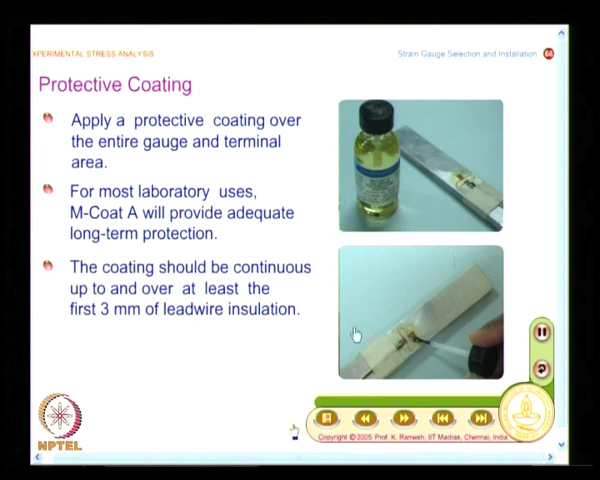 XPERIMENTAL STRESS ANALYSIS
Strain Gauge Selection and Installation 68
Protective Coating
Apply a protective coating over
the entire gauge and terminal
area.
For most laboratory uses,
M-Coat A will provide adequate
long-term protection.
The coating should be continuous
up to and over at least the
first 3 mm of leadwire insulation.
NPTEL
Copyright © 2005 Prof. K. Ramesh, IIT Madras, Chennai, India